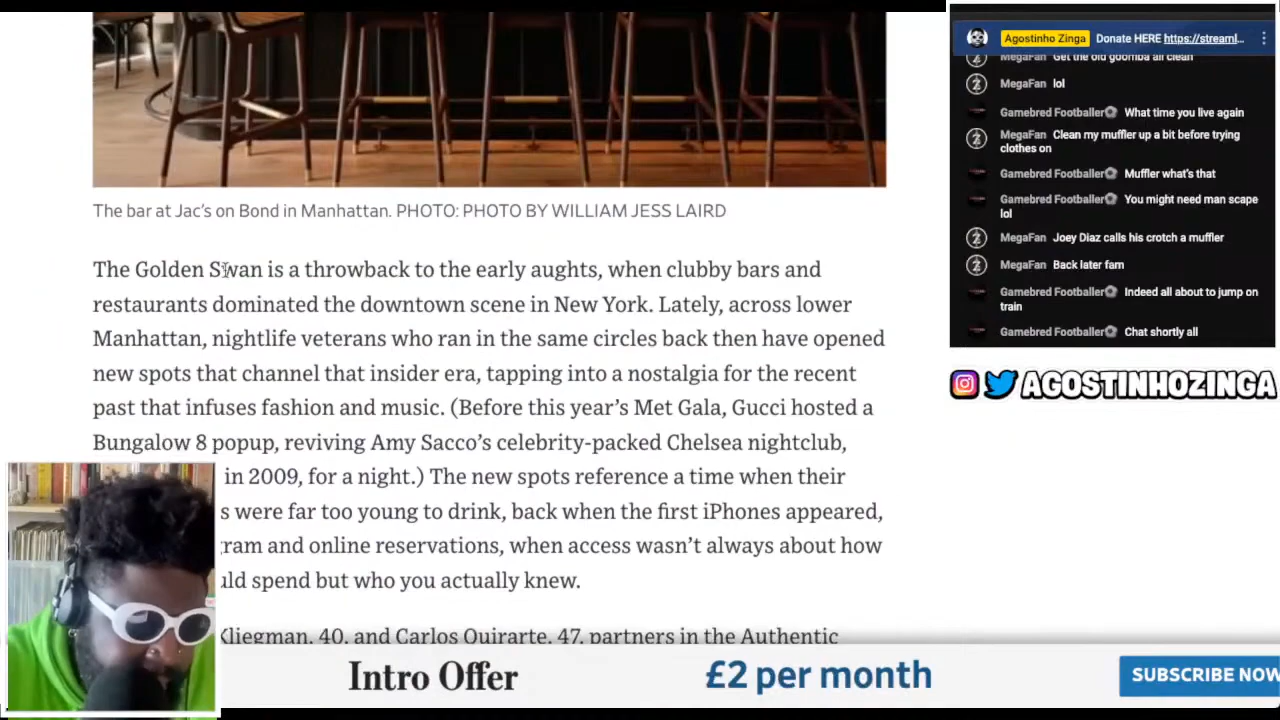 The bar at Jac's on Bond in Manhattan. PHOTO: PHOTO BY WILLIAM JESS LAIRD
The Golden Swan is a throwback to the early aughts, when clubby bars and
restaurants dominated the downtown scene in New York. Lately, across lower
Manhattan, nightlife veterans who ran in the same circles back then have opened
new spots that channel that insider era, tapping into a nostalgia for the recent
past that infuses fashion and music. (Before this year's Met Gala, Gucci hosted a
Bungalow 8 popup, reviving Amy Sacco's celebrity-packed Chelsea nightclub,
in 2009, for a night.) The new spots reference a time when their
s were far too young to drink, back when the first iPhones appeared,
ram and online reservations, when access wasn't always about how
uld spend but who you actually knew.
Kliegman, 40, and Carlos Quirarte, 47, partners in the Authentic
Intro Offer
£2 per month
SUBSCRIBE NOW
Agostinho Zinga Donate HERE https://streaml...
MegaFan Get the old goomba all clean
MegaFan lol
Gamebred Footballer⚽ What time you live again
MegaFan Clean my muffler up a bit before trying
clothes on
Gamebred Footballer⚽ Muffler what's that
Gamebred Footballer⚽ You might need man scape
lol
MegaFan Joey Diaz calls his crotch a muffler
MegaFan Back later fam
Gamebred Footballer⚽ Indeed all about to jump on
train
Gamebred Footballer⚽ Chat shortly all
AGOSTINHOZINGA